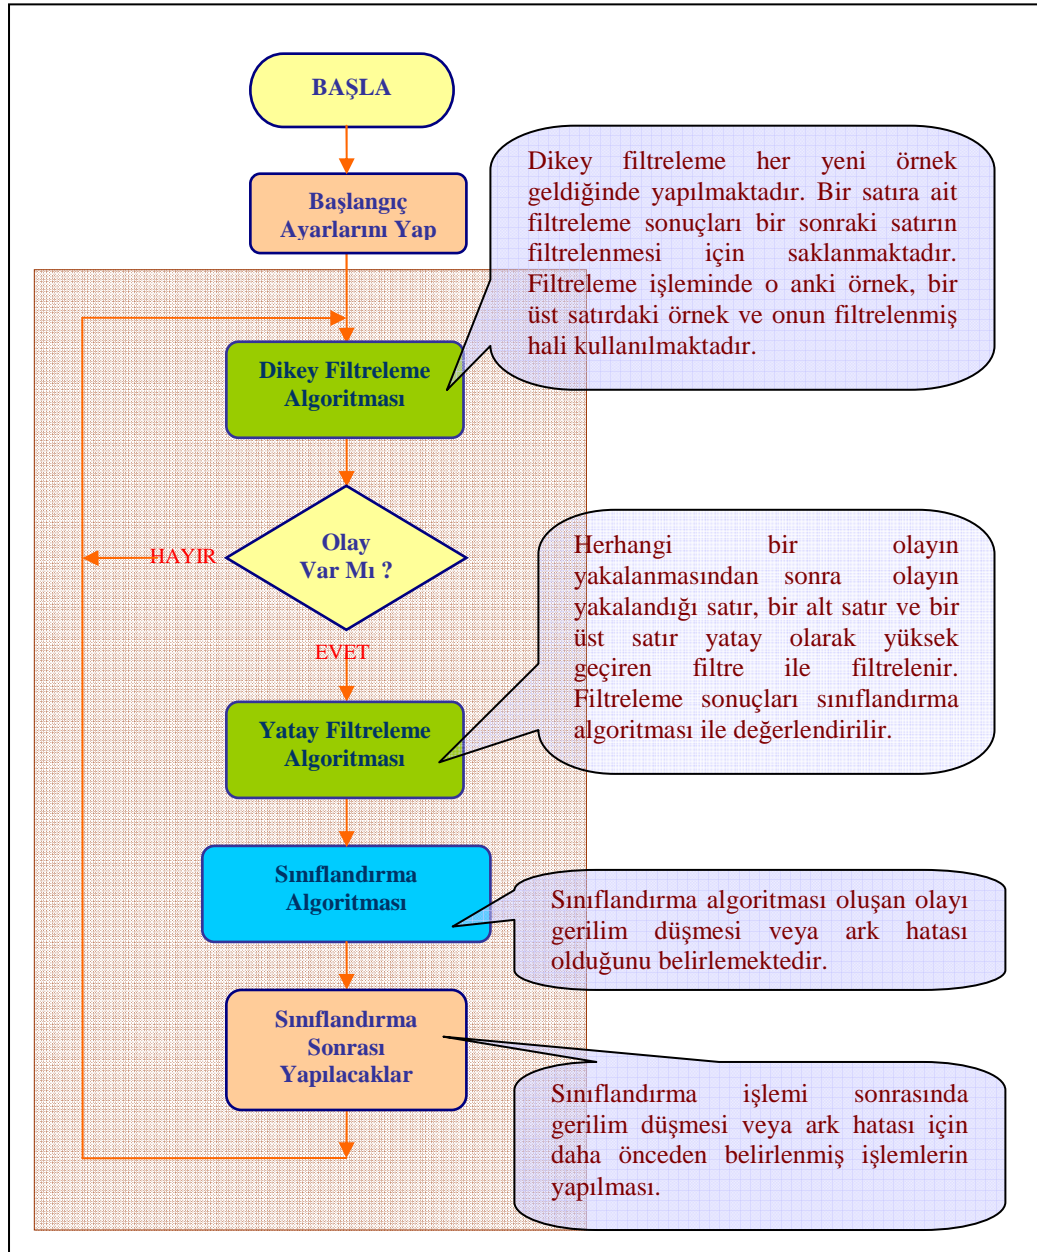 BAŞLA
Başlangıç
Ayarlarını Yap
Dikey filtreleme her yeni örnek
geldiğinde yapılmaktadır. Bir satıra ait
filtreleme sonuçları bir sonraki satırın
filtrelenmesi için saklanmaktadır.
Filtreleme işleminde o anki örnek, bir
üst satırdaki örnek ve onun filtrelenmiş
hali kullanılmaktadır.
Dikey Filtreleme
Algoritması
Olay
Var Mı ?
HAYIR
EVET
Herhangi bir olayın
yakalanmasından sonra olayın
yakalandığı satır, bir alt satır ve bir
üst satır yatay olarak yüksek
geçiren filtre ile filtrelenir.
Filtreleme sonuçları sınıflandırma
algoritması ile değerlendirilir.
Yatay Filtreleme
Algoritması
Sınıflandırma
Algoritması
Sınıflandırma algoritması oluşan olayı
gerilim düşmesi veya ark hatası
olduğunu belirlemektedir.
Sınıflandırma
Sonrası
Yapılacaklar
Sınıflandırma işlemi sonrasında
gerilim düşmesi veya ark hatası için
daha önceden belirlenmiş işlemlerin
yapılması.